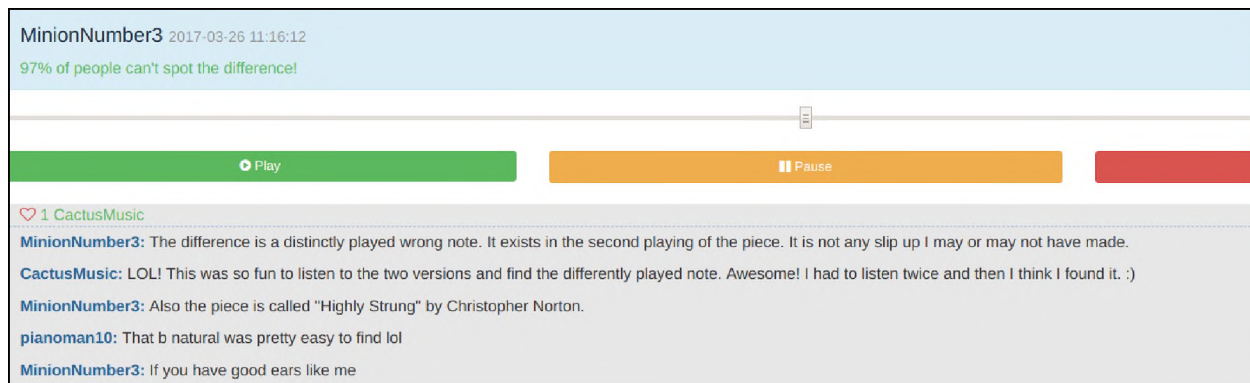 MinionNumber3 2017-03-26 11:16:12
97% of people can't spot the difference!
Play Pause
1 CactusMusic
MinionNumber3: The difference is a distinctly played wrong note. It exists in the second playing of the piece. It is not any slip up I may or may not have made.
CactusMusic: LOL! This was so fun to listen to the two versions and find the differently played note. Awesome! I had to listen twice and then I think I found it. :)
MinionNumber3: Also the piece is called "Highly Strung" by Christopher Norton.
pianoman10: That b natural was pretty easy to find lol
MinionNumber3: If you have good ears like me